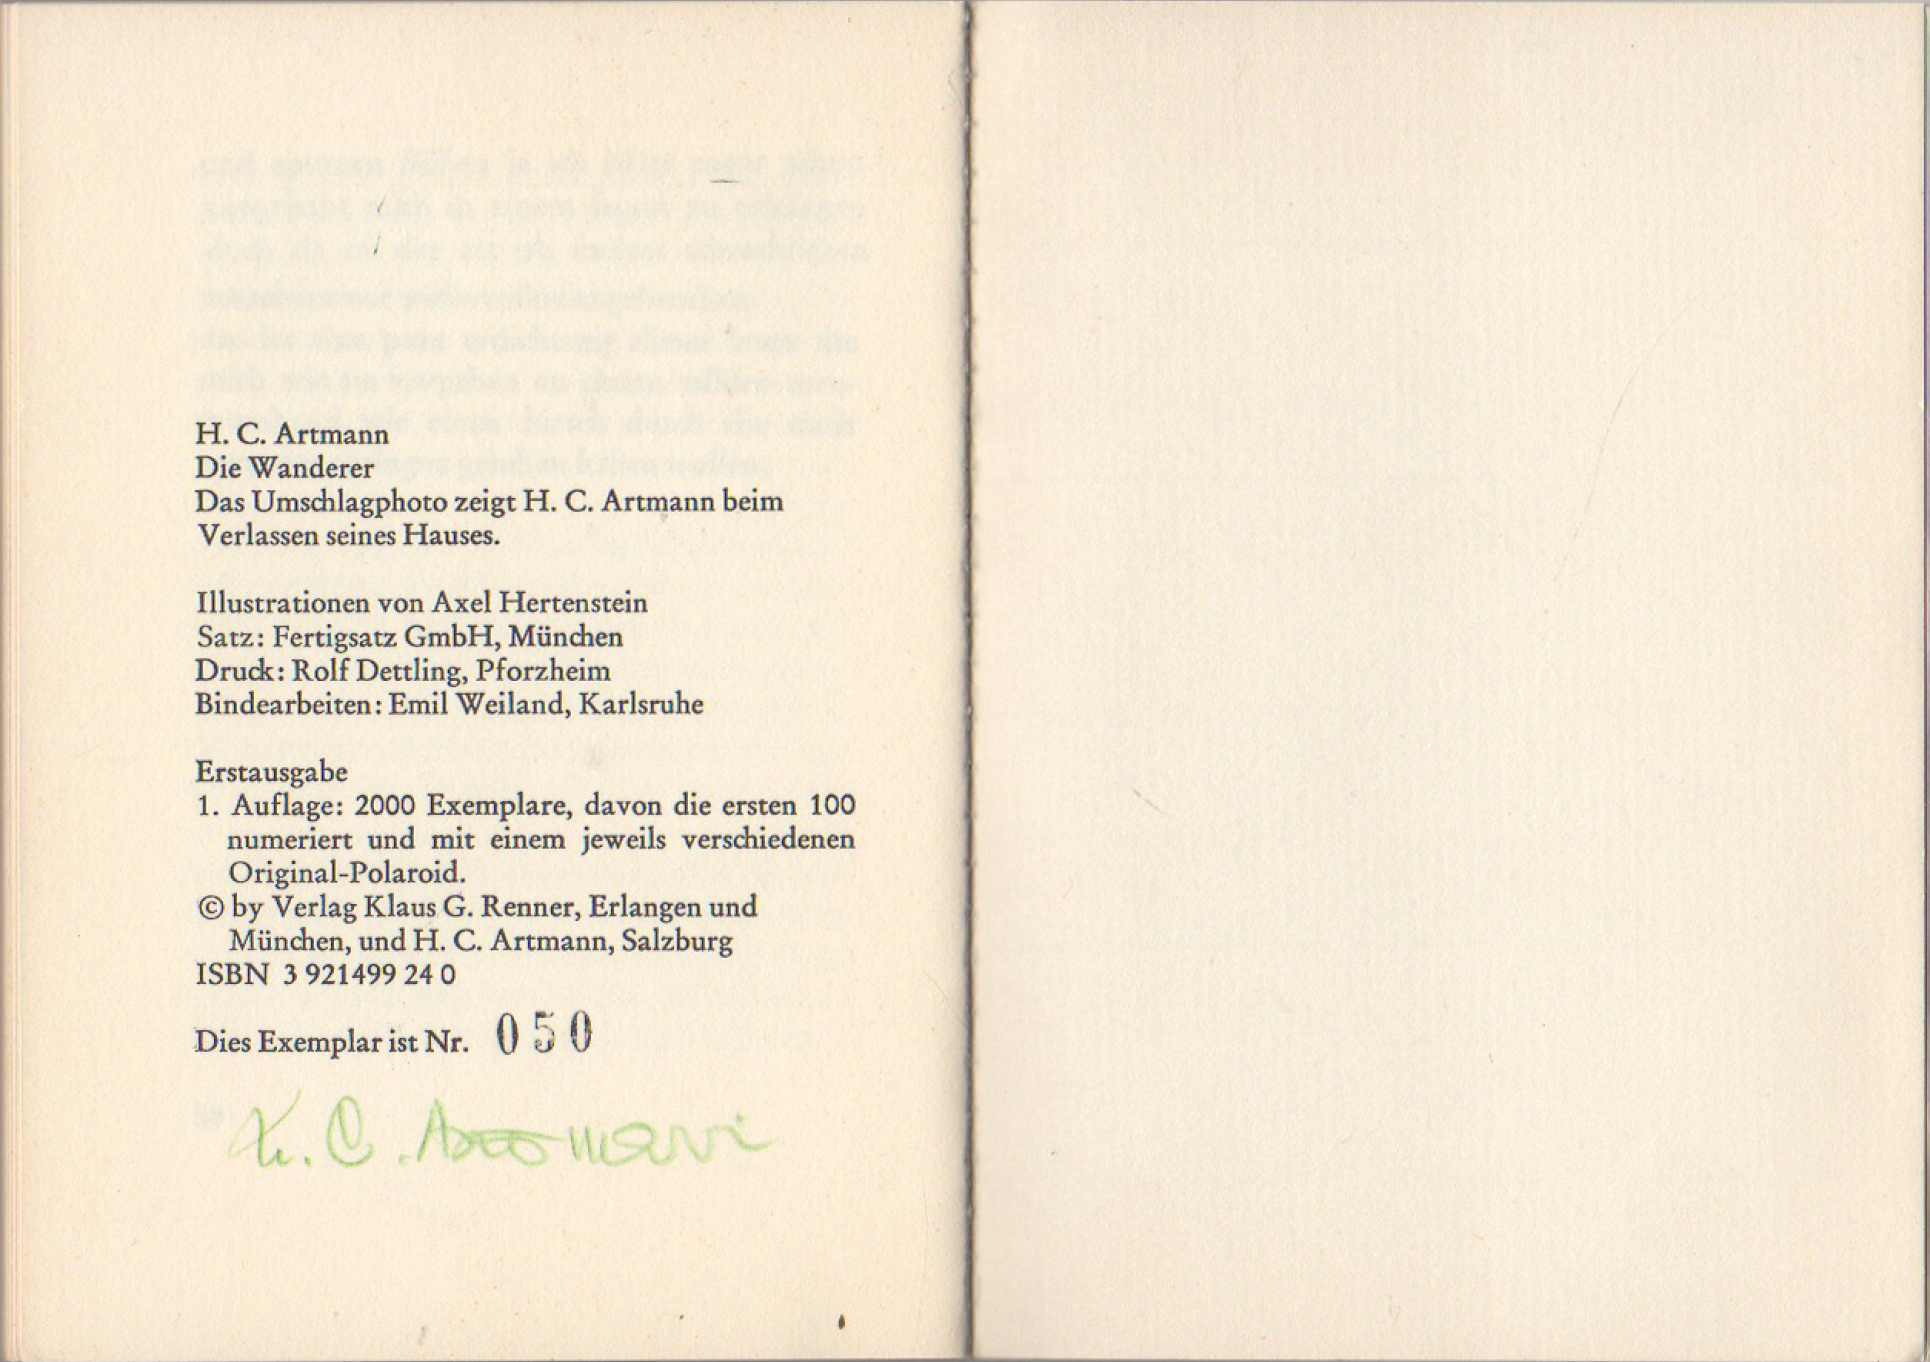 H. C. Artmann
Die Wanderer
Das Umschlagphoto zeigt H. C. Artmann beim
Verlassen seines Hauses.
Illustrationen von Axel Hertenstein
Satz: Fertigsatz GmbH, München
Druck: Rolf Dettling, Pforzheim
Bindearbeiten: Emil Weiland, Karlsruhe
Erstausgabe
1. Auflage: 2000 Exemplare, davon die ersten 100
numeriert und mit einem jeweils verschiedenen
Original-Polaroid.
© by Verlag Klaus G. Renner, Erlangen und
München, und H. C. Artmann, Salzburg
ISBN 3 921499 24 0
Dies Exemplar ist Nr. 050
H. C. Artmann